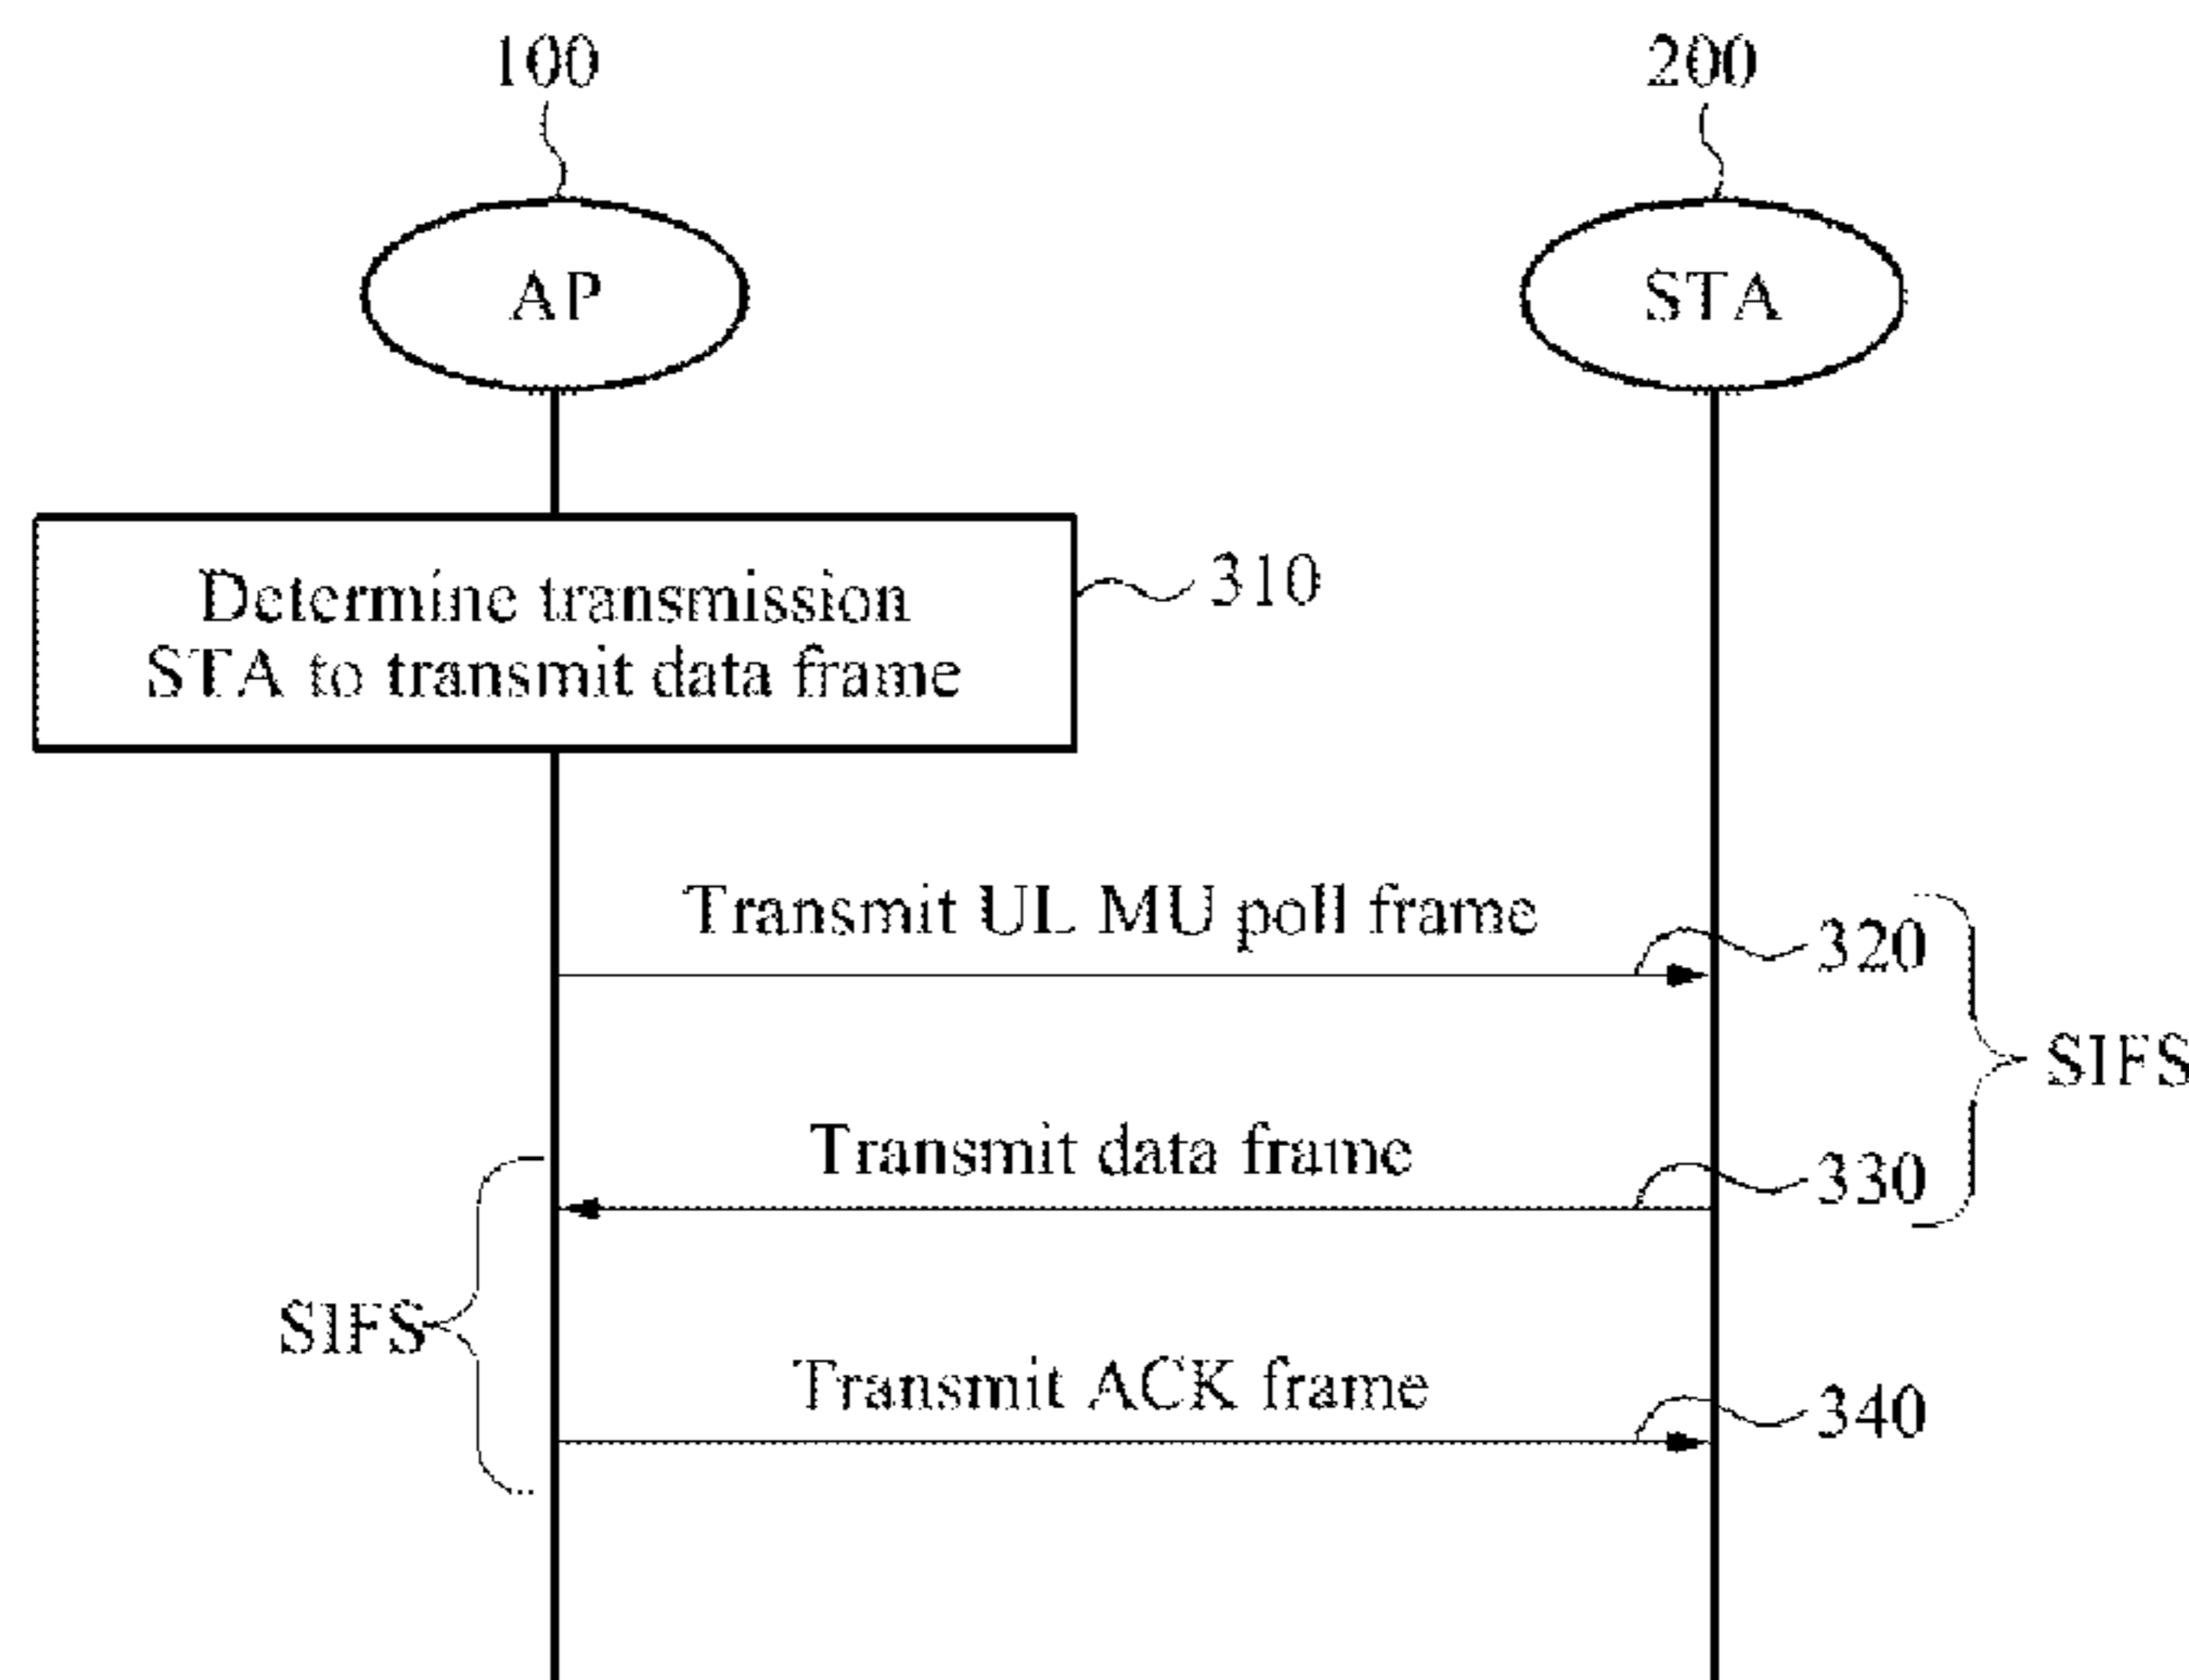 100
200
AP
STA
Determine transmission
STA to transmit data frame
310
Transmit UL MU poll frame
320
SIFS
Transmit data frame
330
SIFS
Transmit ACK frame
340